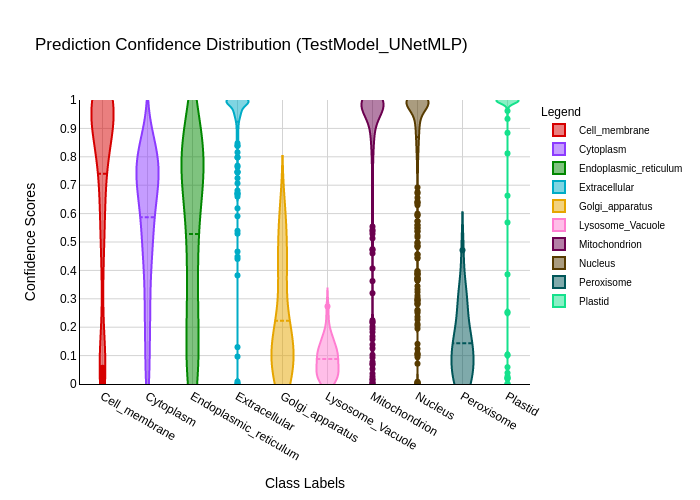 Prediction Confidence Distribution (TestModel_UNetMLP)
Legend
Cell_membrane
Cytoplasm
Endoplasmic_reticulum
Extracellular
Golgi_apparatus
Lysosome_Vacuole
Mitochondrion
Nucleus
Peroxisome
Plastid
Confidence Scores
1
0.9
0.8
0.7
0.6
0.5
0.4
0.3
0.2
0.1
0
Cell_membrane
Cytoplasm
Endoplasmic_reticulum
Extracellular
Golgi_apparatus
Lysosome_Vacuole
Mitochondrion
Nucleus
Peroxisome
Plastid
Class Labels